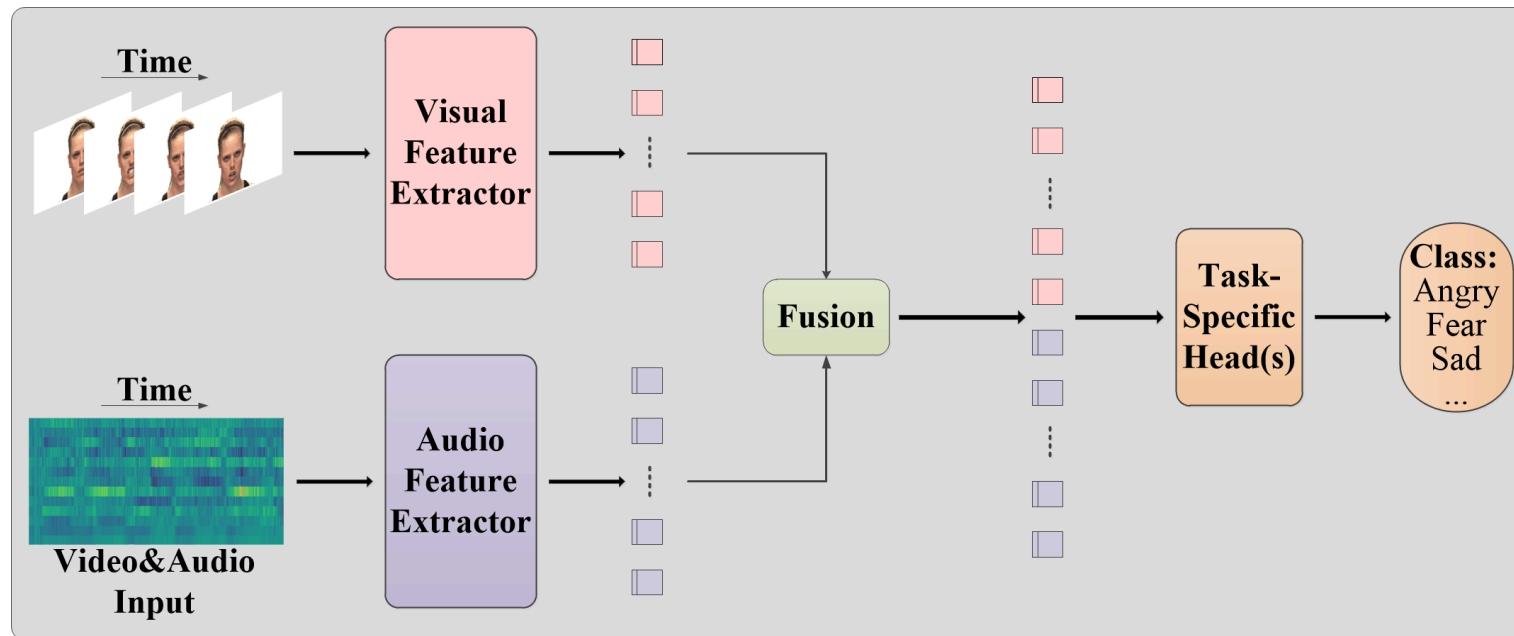 Time
Visual
Feature
Extractor
Time
Video&Audio
Input
Audio
Feature
Extractor
Fusion
Task-
Specific
Head(s)
Class:
Angry
Fear
Sad
...